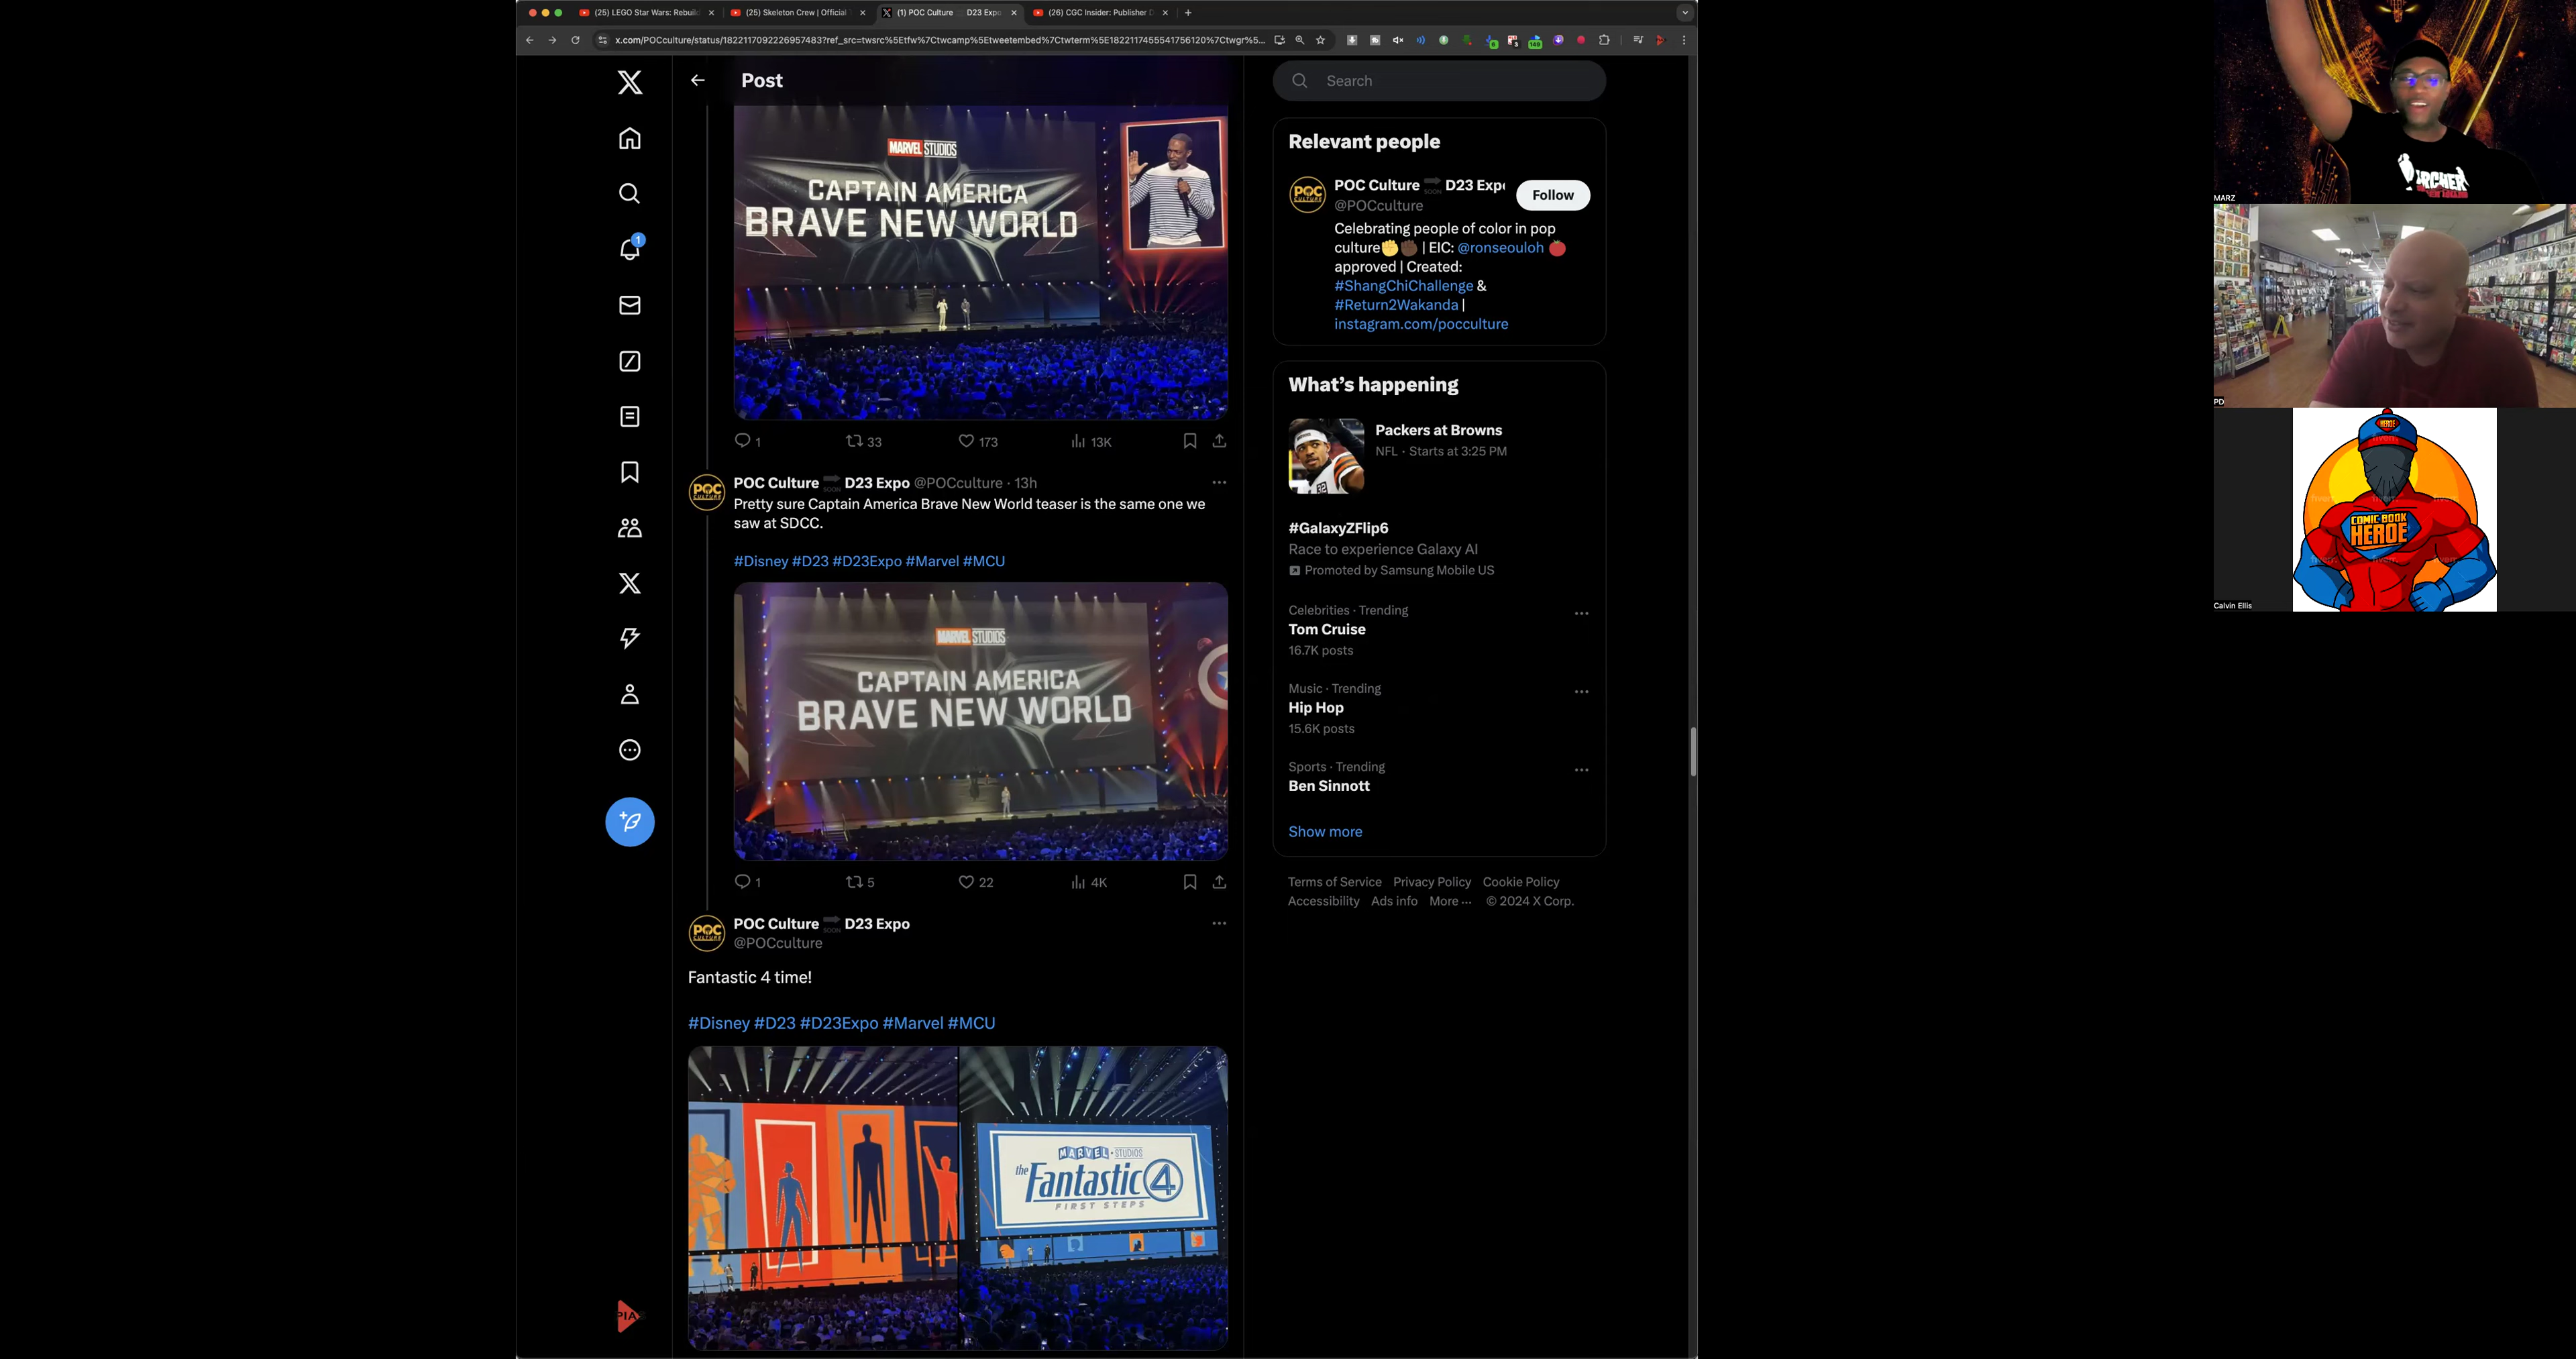 (25) LEGO Star Wars: Rebuil
(25) Skeleton Crew | Official
(1) POC Culture D23 Expo
(26) CGC Insider: Publisher D
x.com/POCculture/status/1822117092226957483?ref_src=twsrc%5Etfw%7Ctwcamp%5Etweetembed%7Ctwterm%5E1822117455541756120%7Ctwgr%5...
Post
Search
MARVEL STUDIOS
CAPTAIN AMERICA
BRAVE NEW WORLD
1 33 173 13K
POC Culture SOON D23 Expo @POCculture · 13h
Pretty sure Captain America Brave New World teaser is the same one we
saw at SDCC.
#Disney #D23 #D23Expo #Marvel #MCU
MARVEL STUDIOS
CAPTAIN AMERICA
BRAVE NEW WORLD
1 5 22 4K
POC Culture SOON D23 Expo
@POCculture
Fantastic 4 time!
#Disney #D23 #D23Expo #Marvel #MCU
MARVEL STUDIOS
the Fantastic 4
FIRST STEPS
Relevant people
POC Culture SOON D23 Exp
@POCculture
Follow
Celebrating people of color in pop
culture | EIC: @ronseouloh
approved | Created:
#ShangChiChallenge &
#Return2Wakanda |
instagram.com/pocculture
What's happening
Packers at Browns
NFL · Starts at 3:25 PM
#GalaxyZFlip6
Race to experience Galaxy AI
Promoted by Samsung Mobile US
Celebrities · Trending
Tom Cruise
16.7K posts
Music · Trending
Hip Hop
15.6K posts
Sports · Trending
Ben Sinnott
Show more
Terms of Service Privacy Policy Cookie Policy
Accessibility Ads info More ··· © 2024 X Corp.
PIA
MARZ
PD
HEROE
COMIC BOOK
HEROE
Calvin Ellis